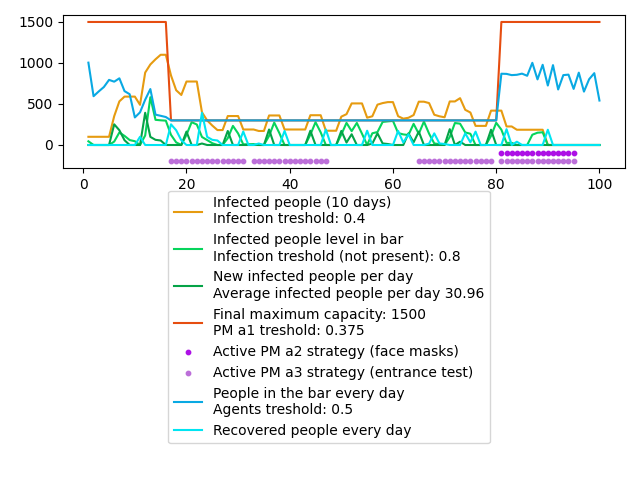 1500
1000
500
0
0
20
40
60
80
100
Infected people (10 days)
Infection treshold: 0.4
Infected people level in bar
Infection treshold (not present): 0.8
New infected people per day
Average infected people per day 30.96
Final maximum capacity: 1500
PM a1 treshold: 0.375
Active PM a2 strategy (face masks)
Active PM a3 strategy (entrance test)
People in the bar every day
Agents treshold: 0.5
Recovered people every day